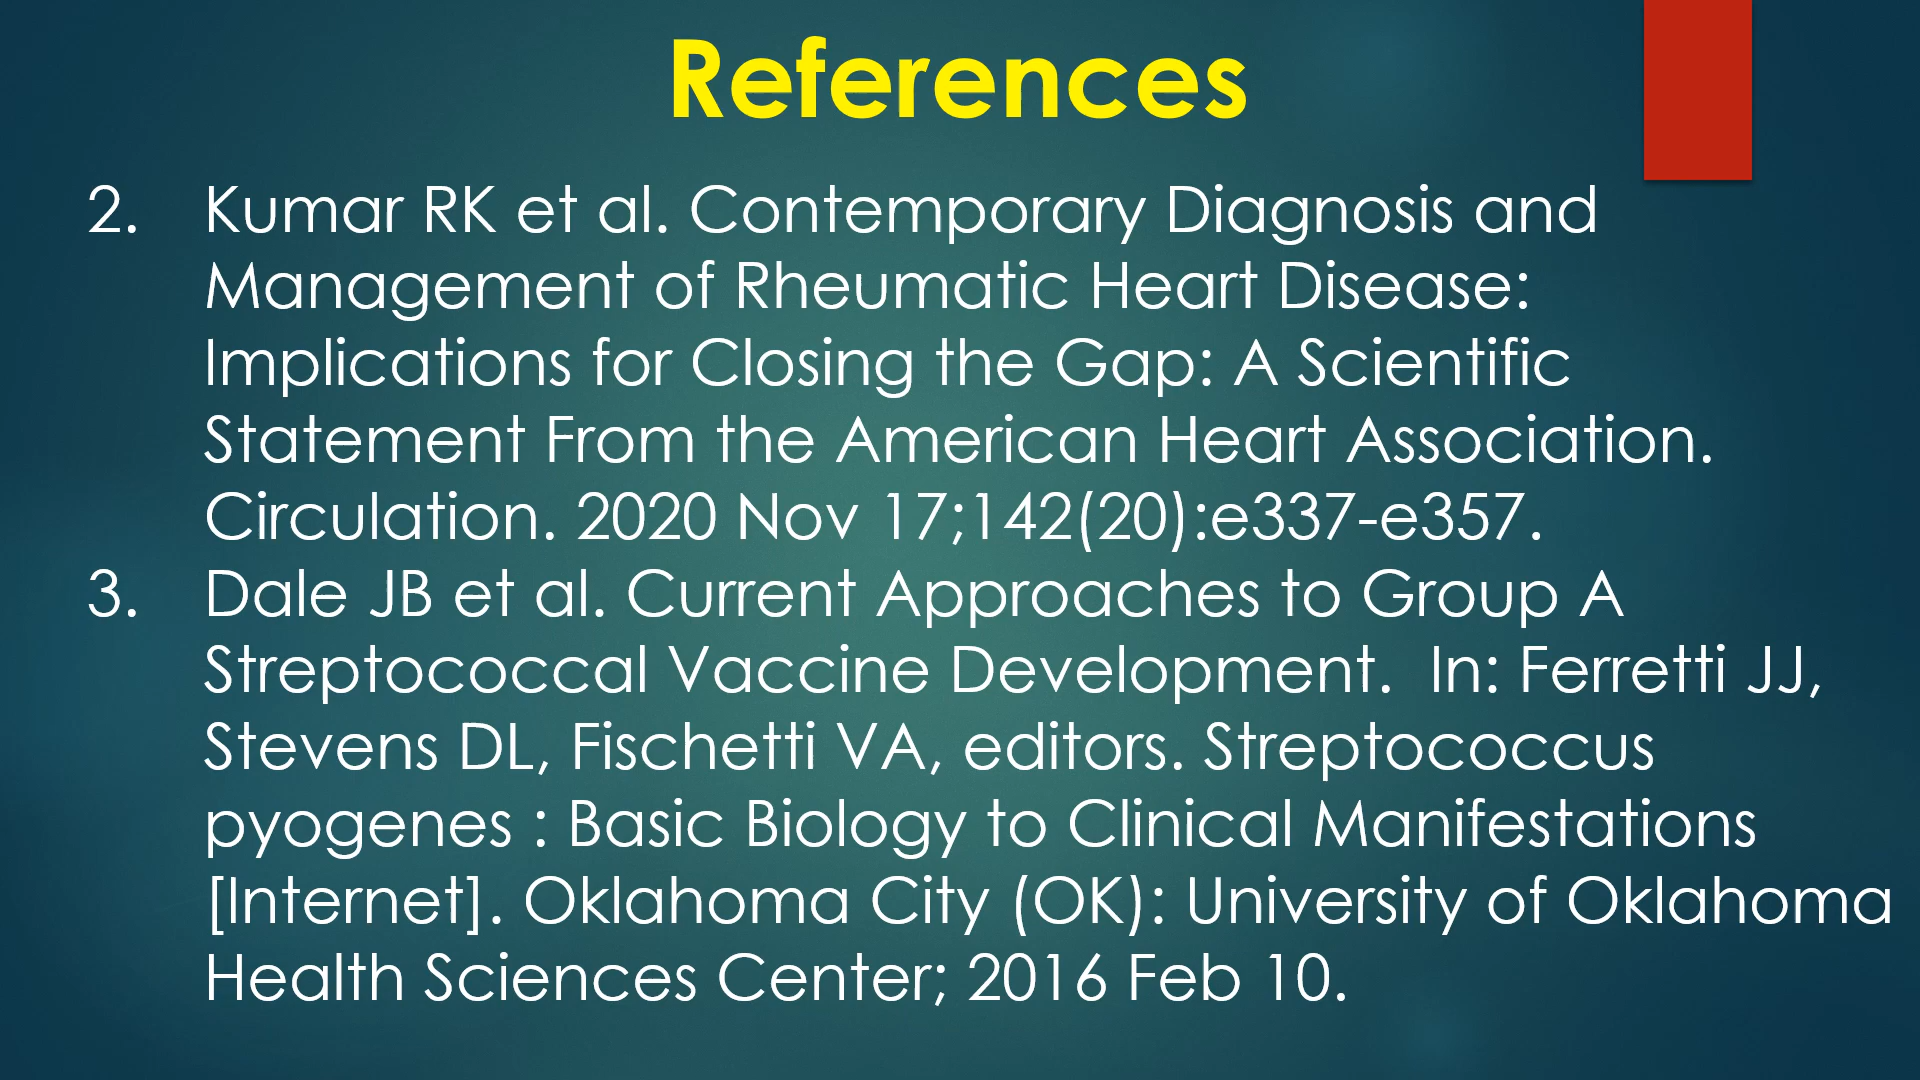 References
2. Kumar RK et al. Contemporary Diagnosis and
Management of Rheumatic Heart Disease:
Implications for Closing the Gap: A Scientific
Statement From the American Heart Association.
Circulation. 2020 Nov 17;142(20):e337-e357.
3. Dale JB et al. Current Approaches to Group A
Streptococcal Vaccine Development. In: Ferretti JJ,
Stevens DL, Fischetti VA, editors. Streptococcus
pyogenes : Basic Biology to Clinical Manifestations
[Internet]. Oklahoma City (OK): University of Oklahoma
Health Sciences Center; 2016 Feb 10.